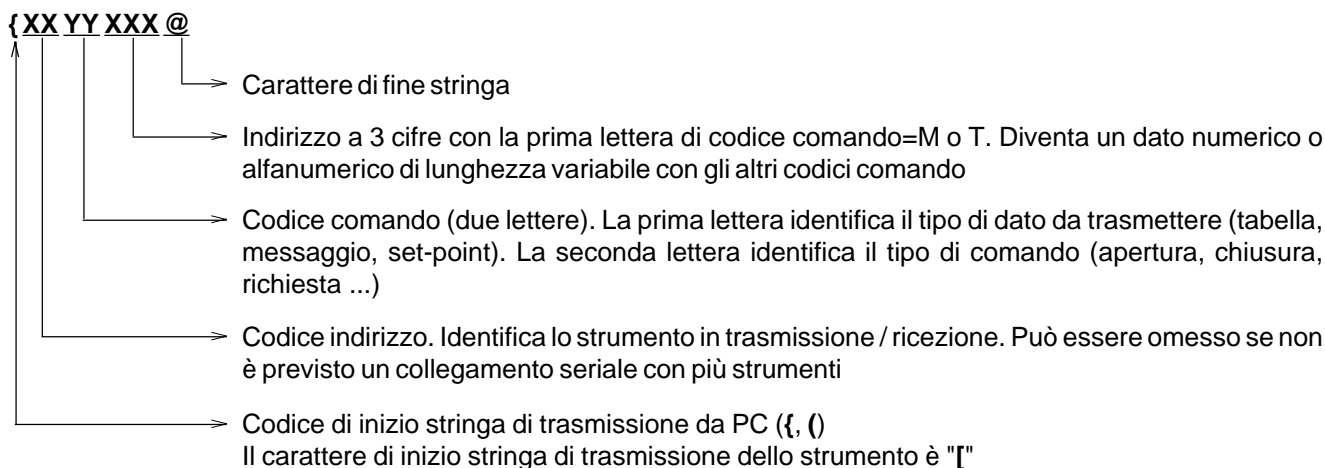 { XX YY XXX @
Carattere di fine stringa
Indirizzo a 3 cifre con la prima lettera di codice comando=M o T. Diventa un dato numerico o
alfanumerico di lunghezza variabile con gli altri codici comando
Codice comando (due lettere). La prima lettera identifica il tipo di dato da trasmettere (tabella,
messaggio, set-point). La seconda lettera identifica il tipo di comando (apertura, chiusura,
richiesta ...)
Codice indirizzo. Identifica lo strumento in trasmissione / ricezione. Può essere omesso se non
è previsto un collegamento seriale con più strumenti
Codice di inizio stringa di trasmissione da PC ({, ()
Il carattere di inizio stringa di trasmissione dello strumento è "["